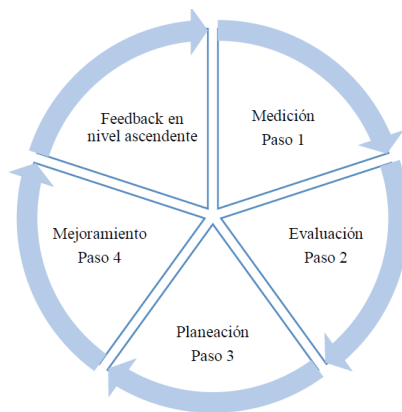 Medición
Paso 1
Evaluación
Paso 2
Planeación
Paso 3
Mejoramiento
Paso 4
Feedback en
nivel ascendente